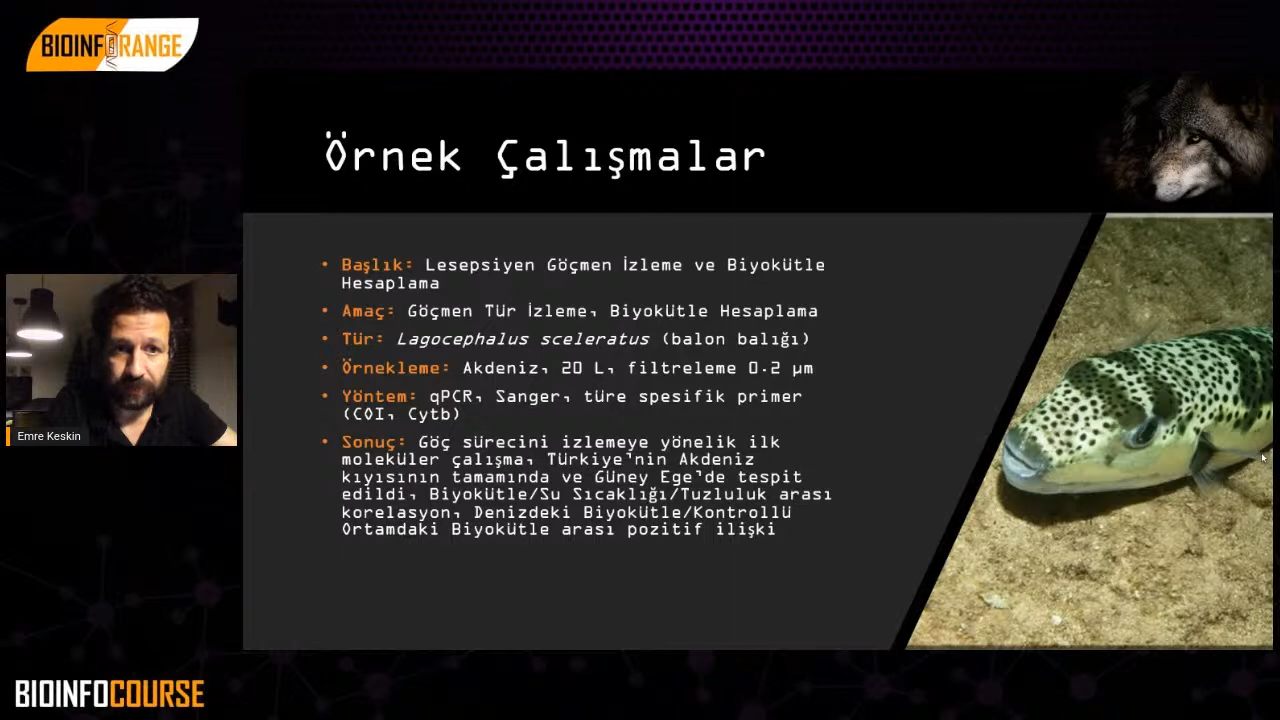 BIOINFORANGE
Örnek Çalışmalar
• Başlık: Lesepsiyen Göçmen İzleme ve Biyokütle
Hesaplama
• Amaç: Göçmen Tür İzleme, Biyokütle Hesaplama
• Tür: Lagocephalus sceleratus (balon balığı)
• Örnekleme: Akdeniz, 20 L, filtreleme 0.2 µm
• Yöntem: qPCR, Sanger, türe spesifik primer
(COI, Cytb)
• Sonuç: Göç sürecini izlemeye yönelik ilk
moleküler çalışma, Türkiye'nin Akdeniz
kıyısının tamamında ve Güney Ege'de tespit
edildi, Biyokütle/Su Sıcaklığı/Tuzluluk arası
korelasyon, Denizdeki Biyokütle/Kontrollü
Ortamdaki Biyokütle arası pozitif ilişki
Emre Keskin
BIOINFOCOURSE